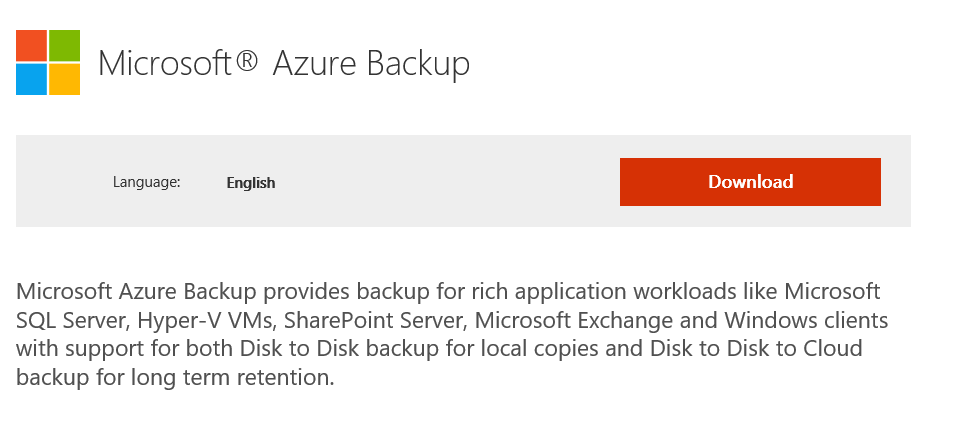 Microsoft® Azure Backup
Language: English Download
Microsoft Azure Backup provides backup for rich application workloads like Microsoft
SQL Server, Hyper-V VMs, SharePoint Server, Microsoft Exchange and Windows clients
with support for both Disk to Disk backup for local copies and Disk to Disk to Cloud
backup for long term retention.